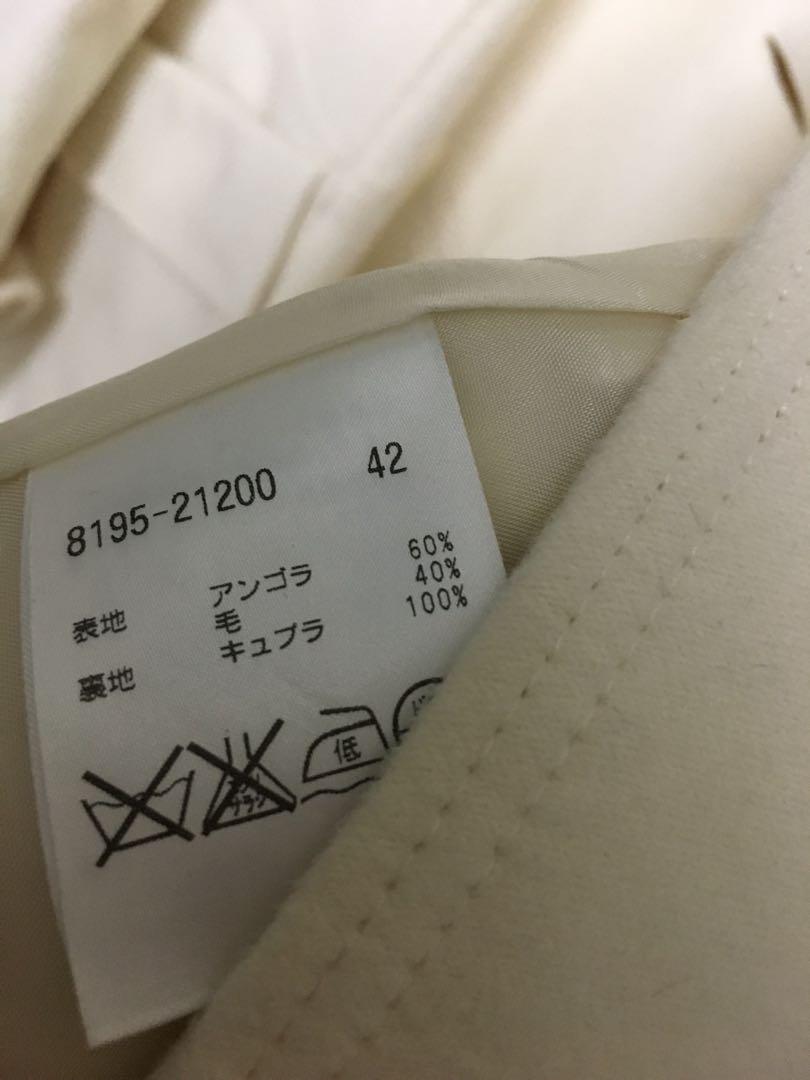 8195-21200 42
表地 アンゴラ 60%
毛 40%
裏地 キュプラ 100%
低